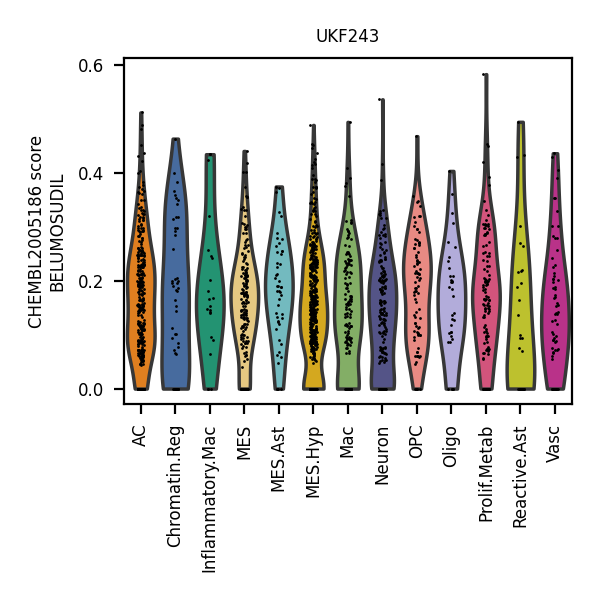 UKF243
CHEMBL2005186 score
BELUMOSUDIL
0.6
0.4
0.2
0.0
AC
Chromatin.Reg
Inflammatory.Mac
MES
MES.Ast
MES.Hyp
Mac
Neuron
OPC
Oligo
Prolif.Metab
Reactive.Ast
Vasc